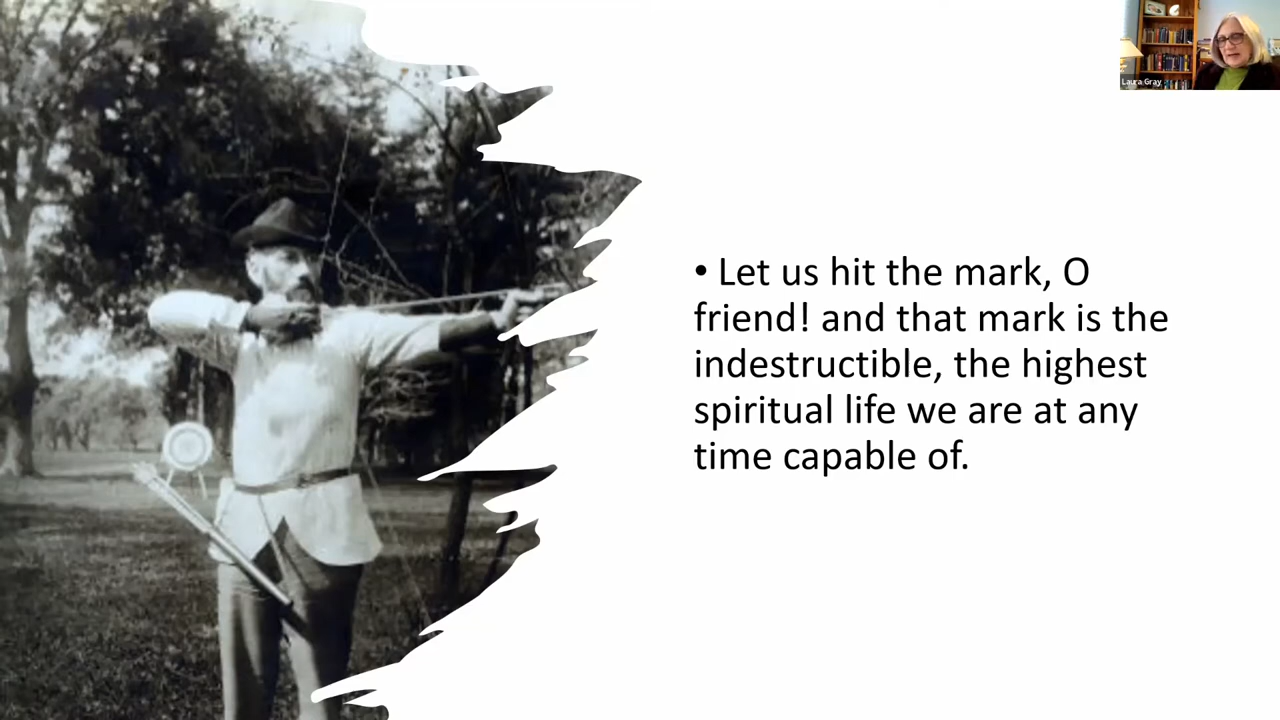 Laura Gray
• Let us hit the mark, O
friend! and that mark is the
indestructible, the highest
spiritual life we are at any
time capable of.